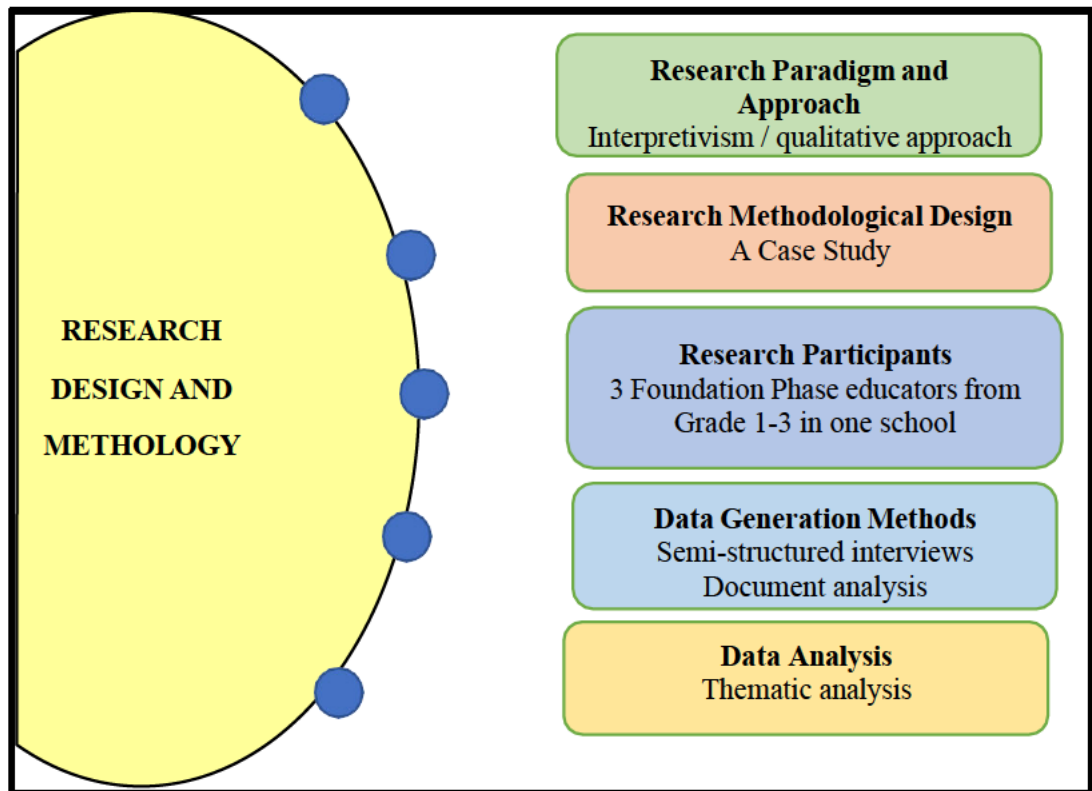 RESEARCH
DESIGN AND
METHOLOGY
Research Paradigm and
Approach
Interpretivism / qualitative approach
Research Methodological Design
A Case Study
Research Participants
3 Foundation Phase educators from
Grade 1-3 in one school
Data Generation Methods
Semi-structured interviews
Document analysis
Data Analysis
Thematic analysis